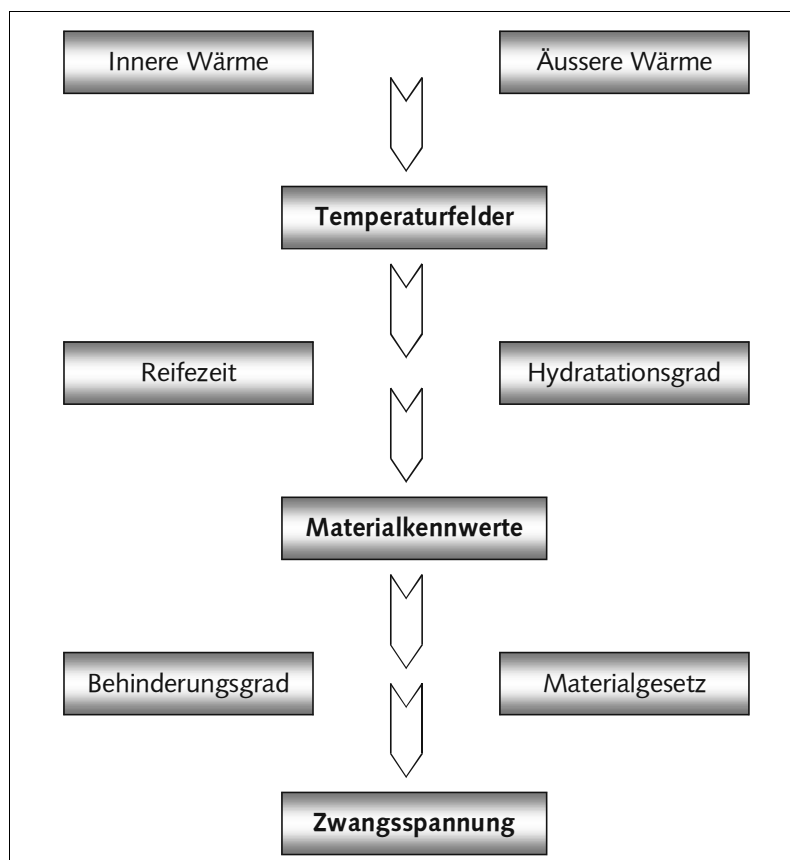 Innere Wärme
Äussere Wärme
Temperaturfelder
Reifezeit
Hydratationsgrad
Materialkennwerte
Behinderungsgrad
Materialgesetz
Zwangsspannung